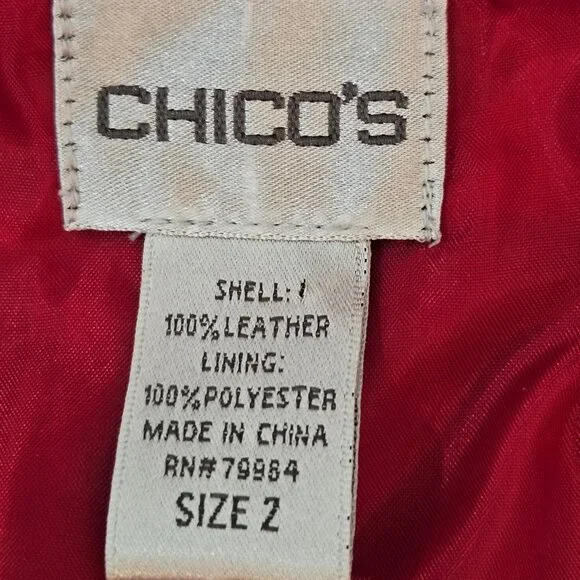 CHICO'S
SHELL:
100% LEATHER
LINING:
100% POLYESTER
MADE IN CHINA
RN# 79984
SIZE 2